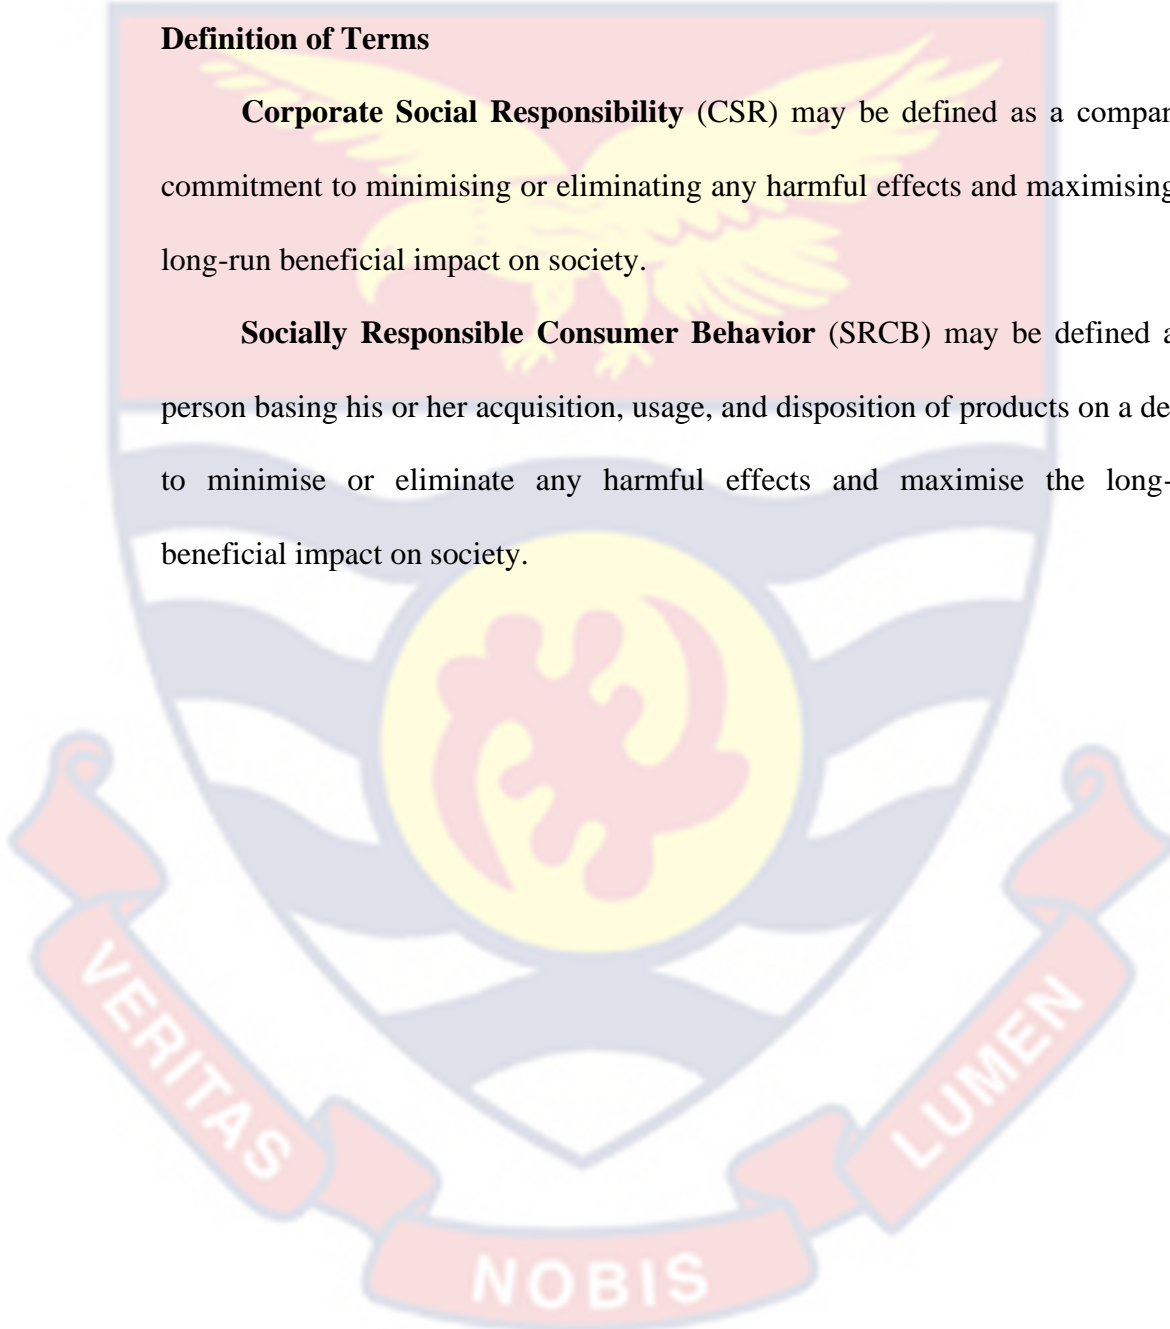 Definition of Terms
Corporate Social Responsibility (CSR) may be defined as a compan
commitment to minimising or eliminating any harmful effects and maximising
long-run beneficial impact on society.
Socially Responsible Consumer Behavior (SRCB) may be defined a
person basing his or her acquisition, usage, and disposition of products on a de
to minimise or eliminate any harmful effects and maximise the long-
beneficial impact on society.
VERITAS
NOBIS
LUMEN